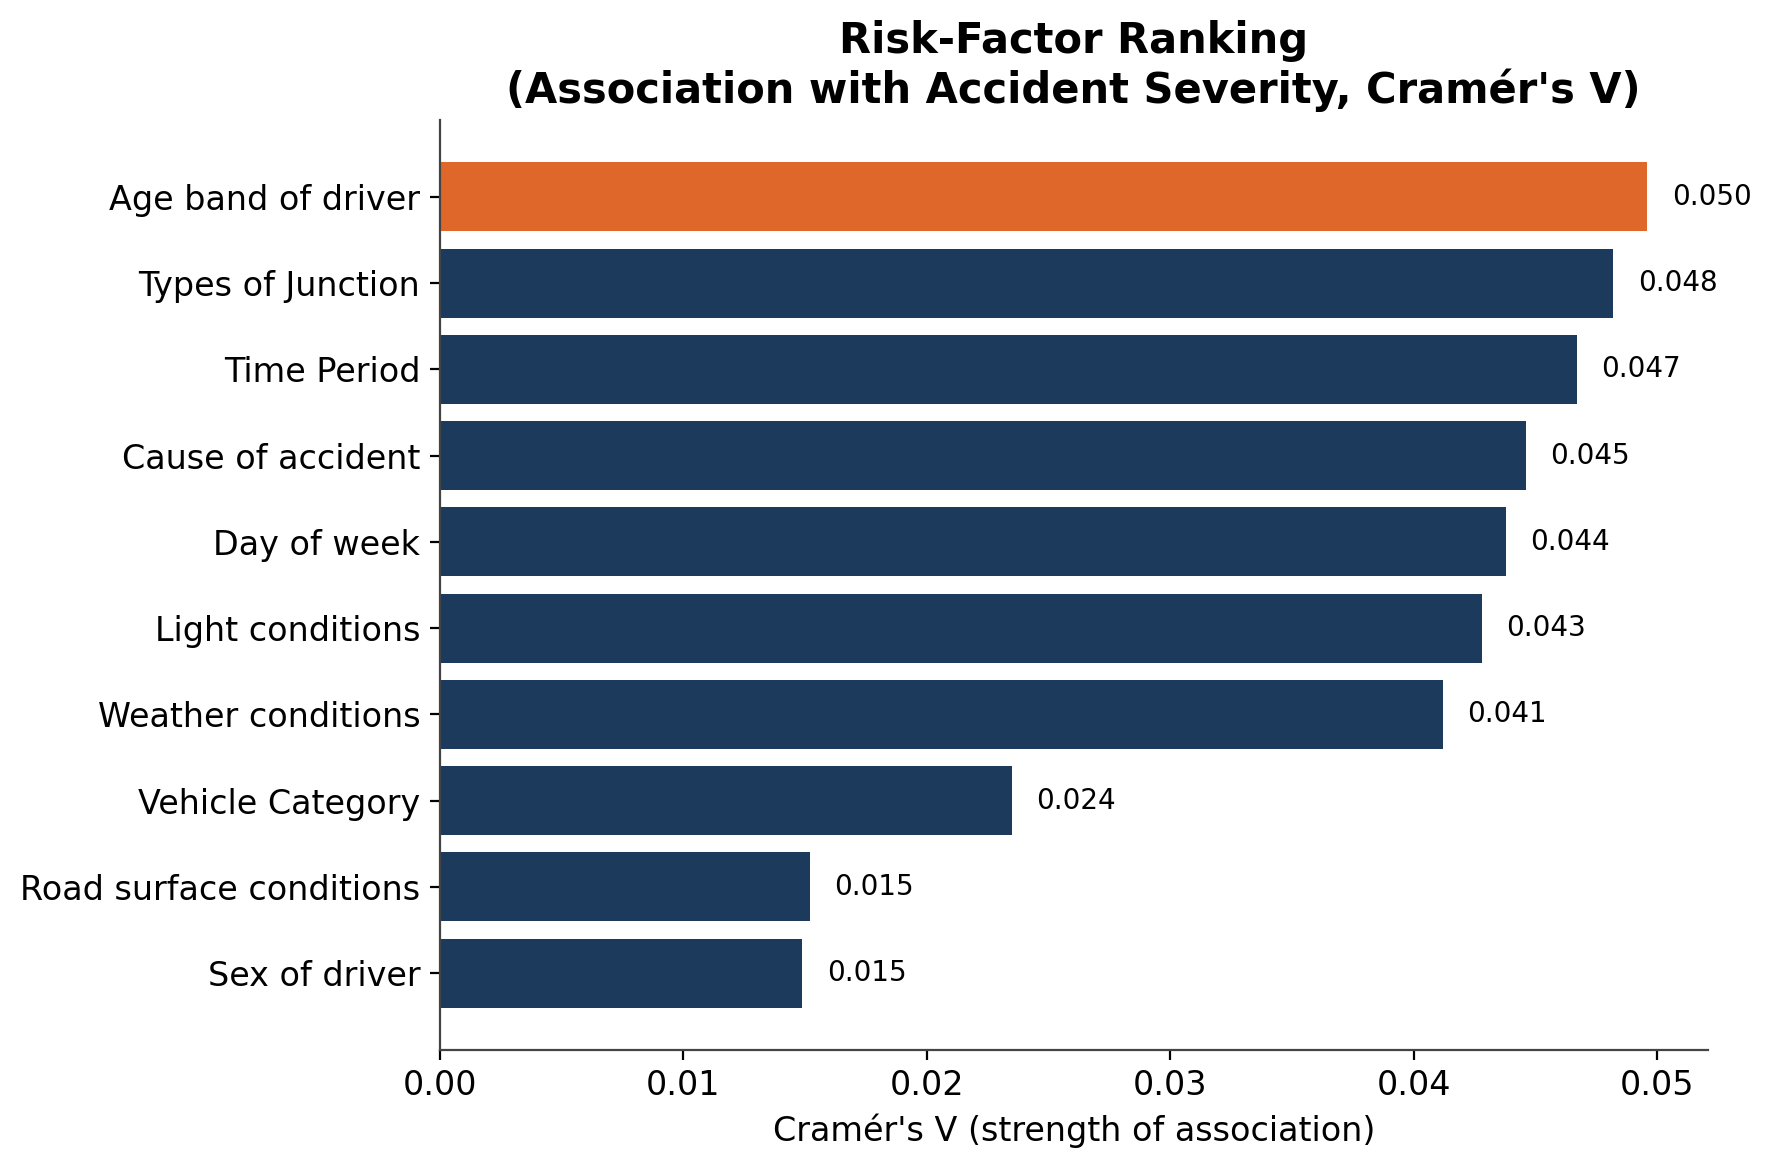 Risk-Factor Ranking
(Association with Accident Severity, Cramér's V)
Age band of driver
0.050
Types of Junction
0.048
Time Period
0.047
Cause of accident
0.045
Day of week
0.044
Light conditions
0.043
Weather conditions
0.041
Vehicle Category
0.024
Road surface conditions
0.015
Sex of driver
0.015
0.00 0.01 0.02 0.03 0.04 0.05
Cramér's V (strength of association)